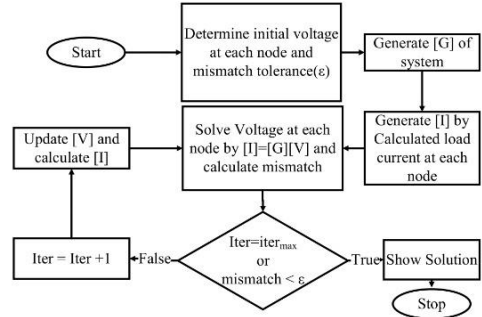 Start
Determine initial voltage
at each node and
mismatch tolerance(ε)
Generate [G] of
system
Generate [I] by
Calculated load
current at each
node
Solve Voltage at each
node by [I]=[G][V] and
calculate mismatch
Update [V] and
calculate [I]
Iter=iter_max
or
mismatch < ε
False
Iter = Iter +1
True
Show Solution
Stop